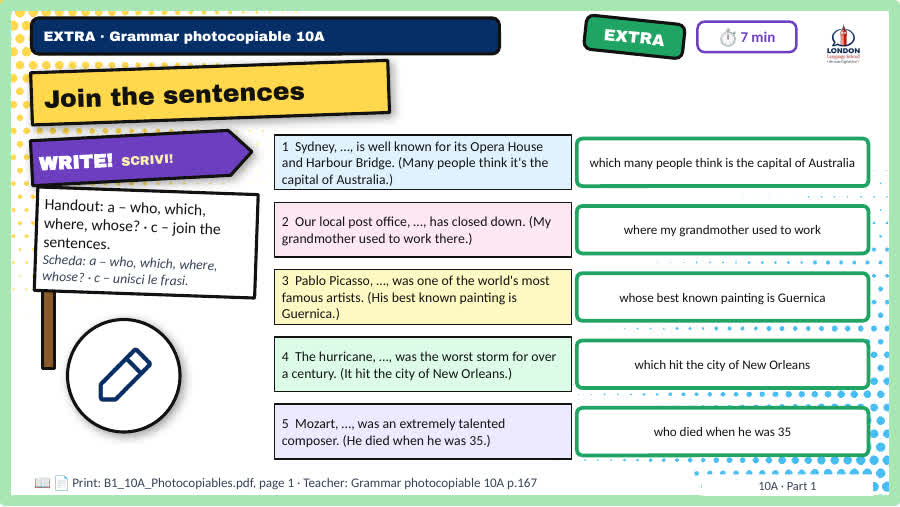 EXTRA · Grammar photocopiable 10A
EXTRA
⏱️ 7 min
LONDON
Language School
Join the sentences
WRITE! SCRIVI!
Handout: a – who, which,
where, whose? · c – join the
sentences.
Scheda: a – who, which, where,
whose? · c – unisci le frasi.
1 Sydney, ..., is well known for its Opera House
and Harbour Bridge. (Many people think it's the
capital of Australia.)
which many people think is the capital of Australia
2 Our local post office, ..., has closed down. (My
grandmother used to work there.)
where my grandmother used to work
3 Pablo Picasso, ..., was one of the world's most
famous artists. (His best known painting is
Guernica.)
whose best known painting is Guernica
4 The hurricane, ..., was the worst storm for over
a century. (It hit the city of New Orleans.)
which hit the city of New Orleans
5 Mozart, ..., was an extremely talented
composer. (He died when he was 35.)
who died when he was 35
📖 📄 Print: B1_10A_Photocopiables.pdf, page 1 · Teacher: Grammar photocopiable 10A p.167
10A · Part 1